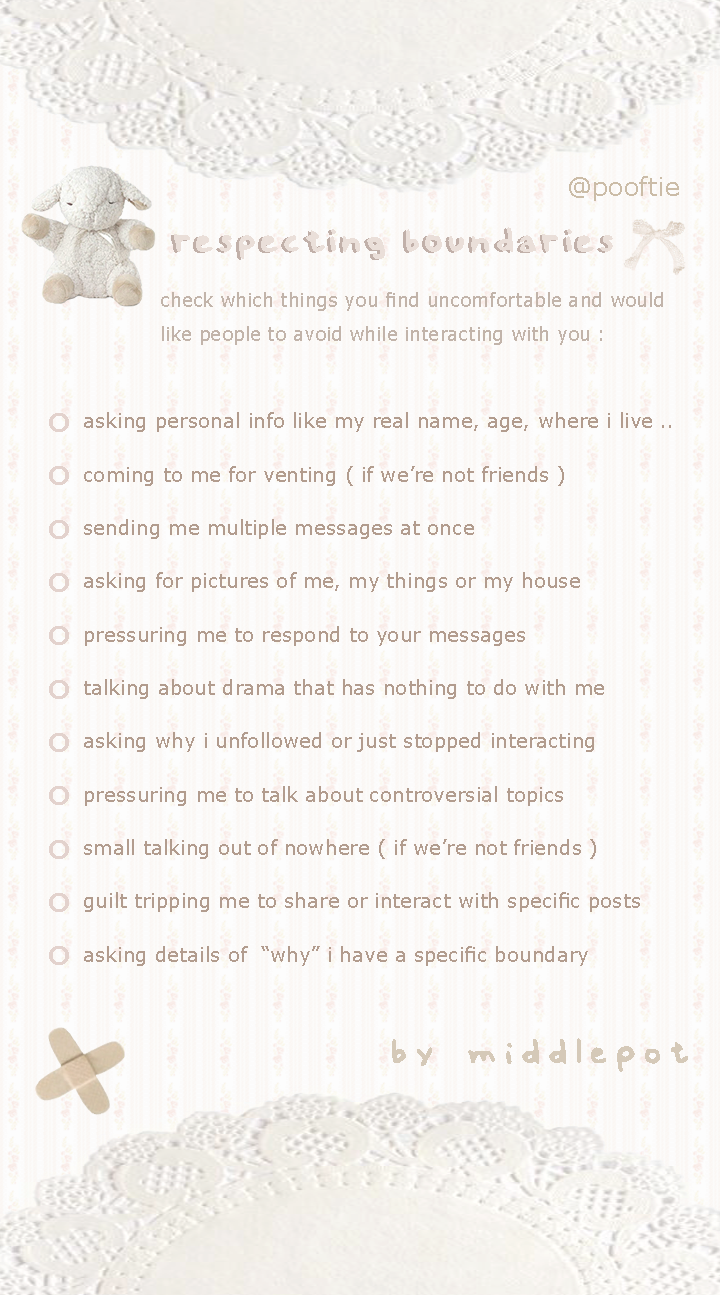 @pooftie
respecting boundaries
check which things you find uncomfortable and would
like people to avoid while interacting with you :
asking personal info like my real name, age, where i live ..
coming to me for venting ( if we’re not friends )
sending me multiple messages at once
asking for pictures of me, my things or my house
pressuring me to respond to your messages
talking about drama that has nothing to do with me
asking why i unfollowed or just stopped interacting
pressuring me to talk about controversial topics
small talking out of nowhere ( if we’re not friends )
guilt tripping me to share or interact with specific posts
asking details of “why” i have a specific boundary
by middlepot